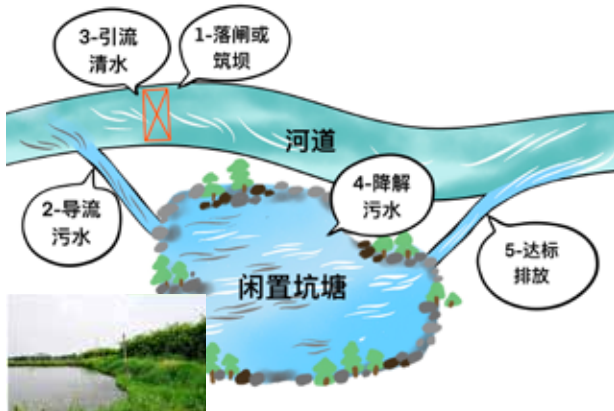 3-引流
清水
1-落闸或
筑坝
河道
2-导流
污水
4-降解
污水
闲置坑塘
5-达标
排放